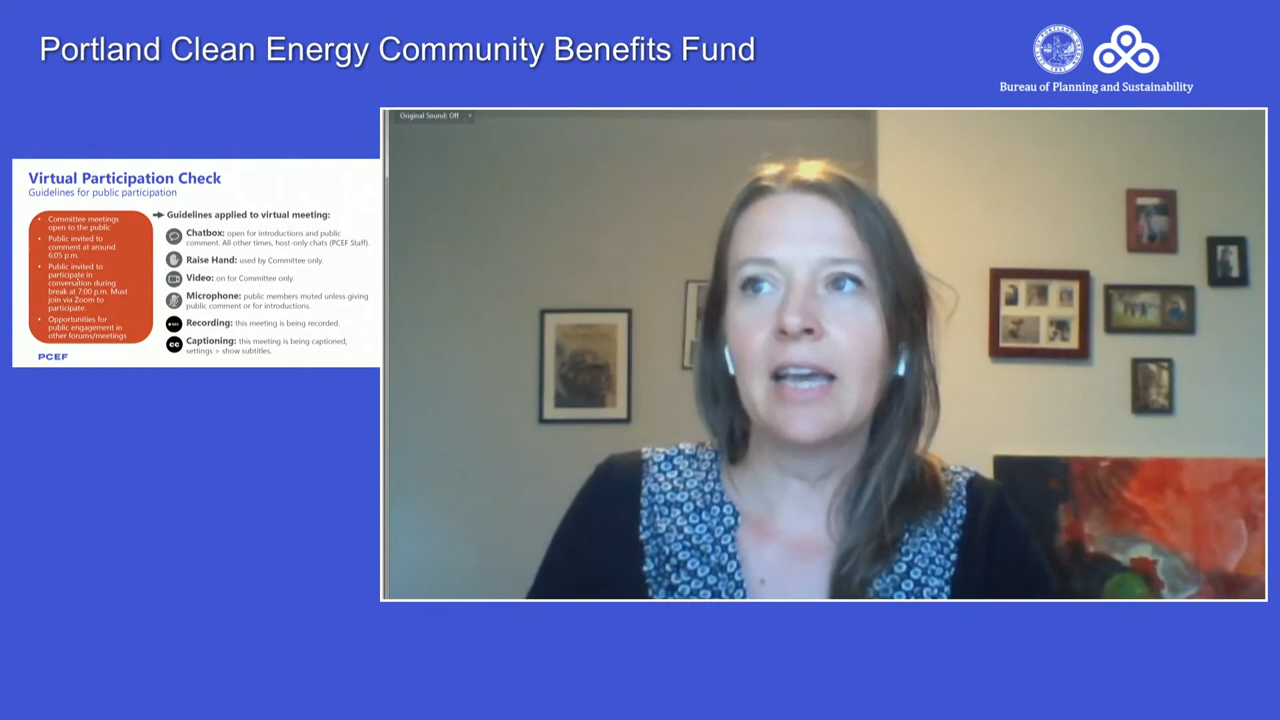 Portland Clean Energy Community Benefits Fund
Bureau of Planning and Sustainability
Original Sound: Off
Virtual Participation Check
Guidelines for public participation
• Committee meetings
open to the public
• Public invited to
comment at around
6:05 p.m.
• Public invited to
participate in
conversation during
break at 7:00 p.m. Must
join via Zoom to
participate.
• Opportunities for
public engagement in
other forums/meetings
PCEF
Guidelines applied to virtual meeting:
Chatbox: open for introductions and public
comment. All other times, host-only chats (PCEF Staff).
Raise Hand: used by Committee only.
Video: on for Committee only.
Microphone: public members muted unless giving
public comment or for introductions.
Recording: this meeting is being recorded.
CC
Captioning: this meeting is being captioned;
settings > show subtitles.